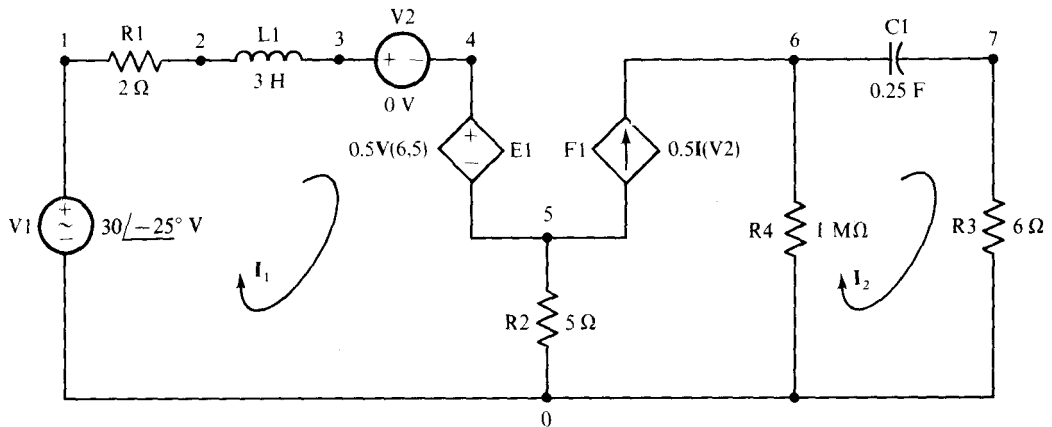 V2
C1
R1
L1
1
2
3
4
6
7
+ −
2 Ω
3 H
0 V
0.25 F
0.5V(6,5)
+
−
E1
F1
0.5I(V2)
5
V1
+
~
−
30/−25° V
R4
1 MΩ
R3
6 Ω
I₁
I₂
R2
5 Ω
0